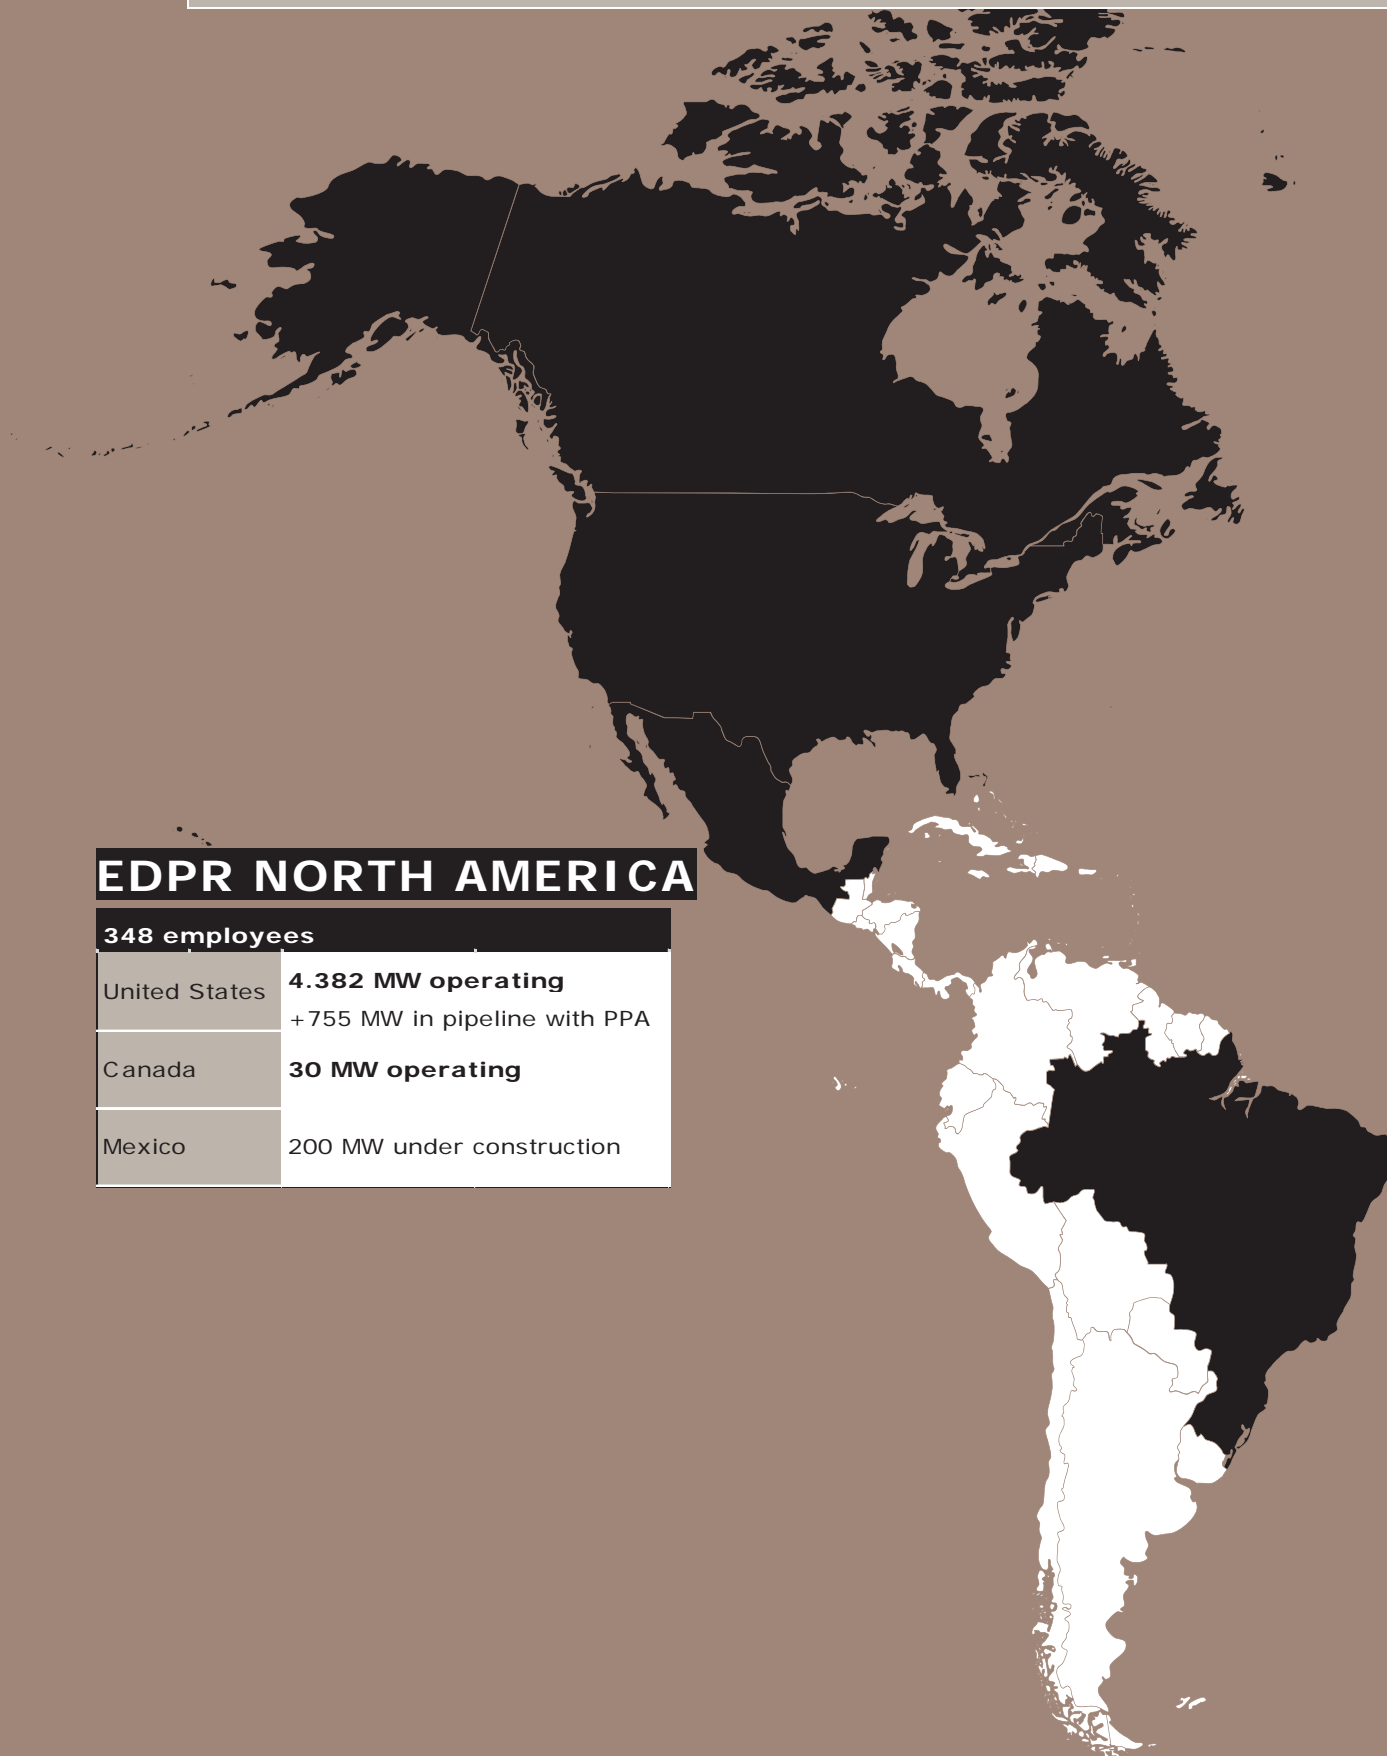 EDPR NORTH AMERICA
348 employees
United States
4.382 MW operating
+755 MW in pipeline with PPA
Canada
30 MW operating
Mexico
200 MW under construction